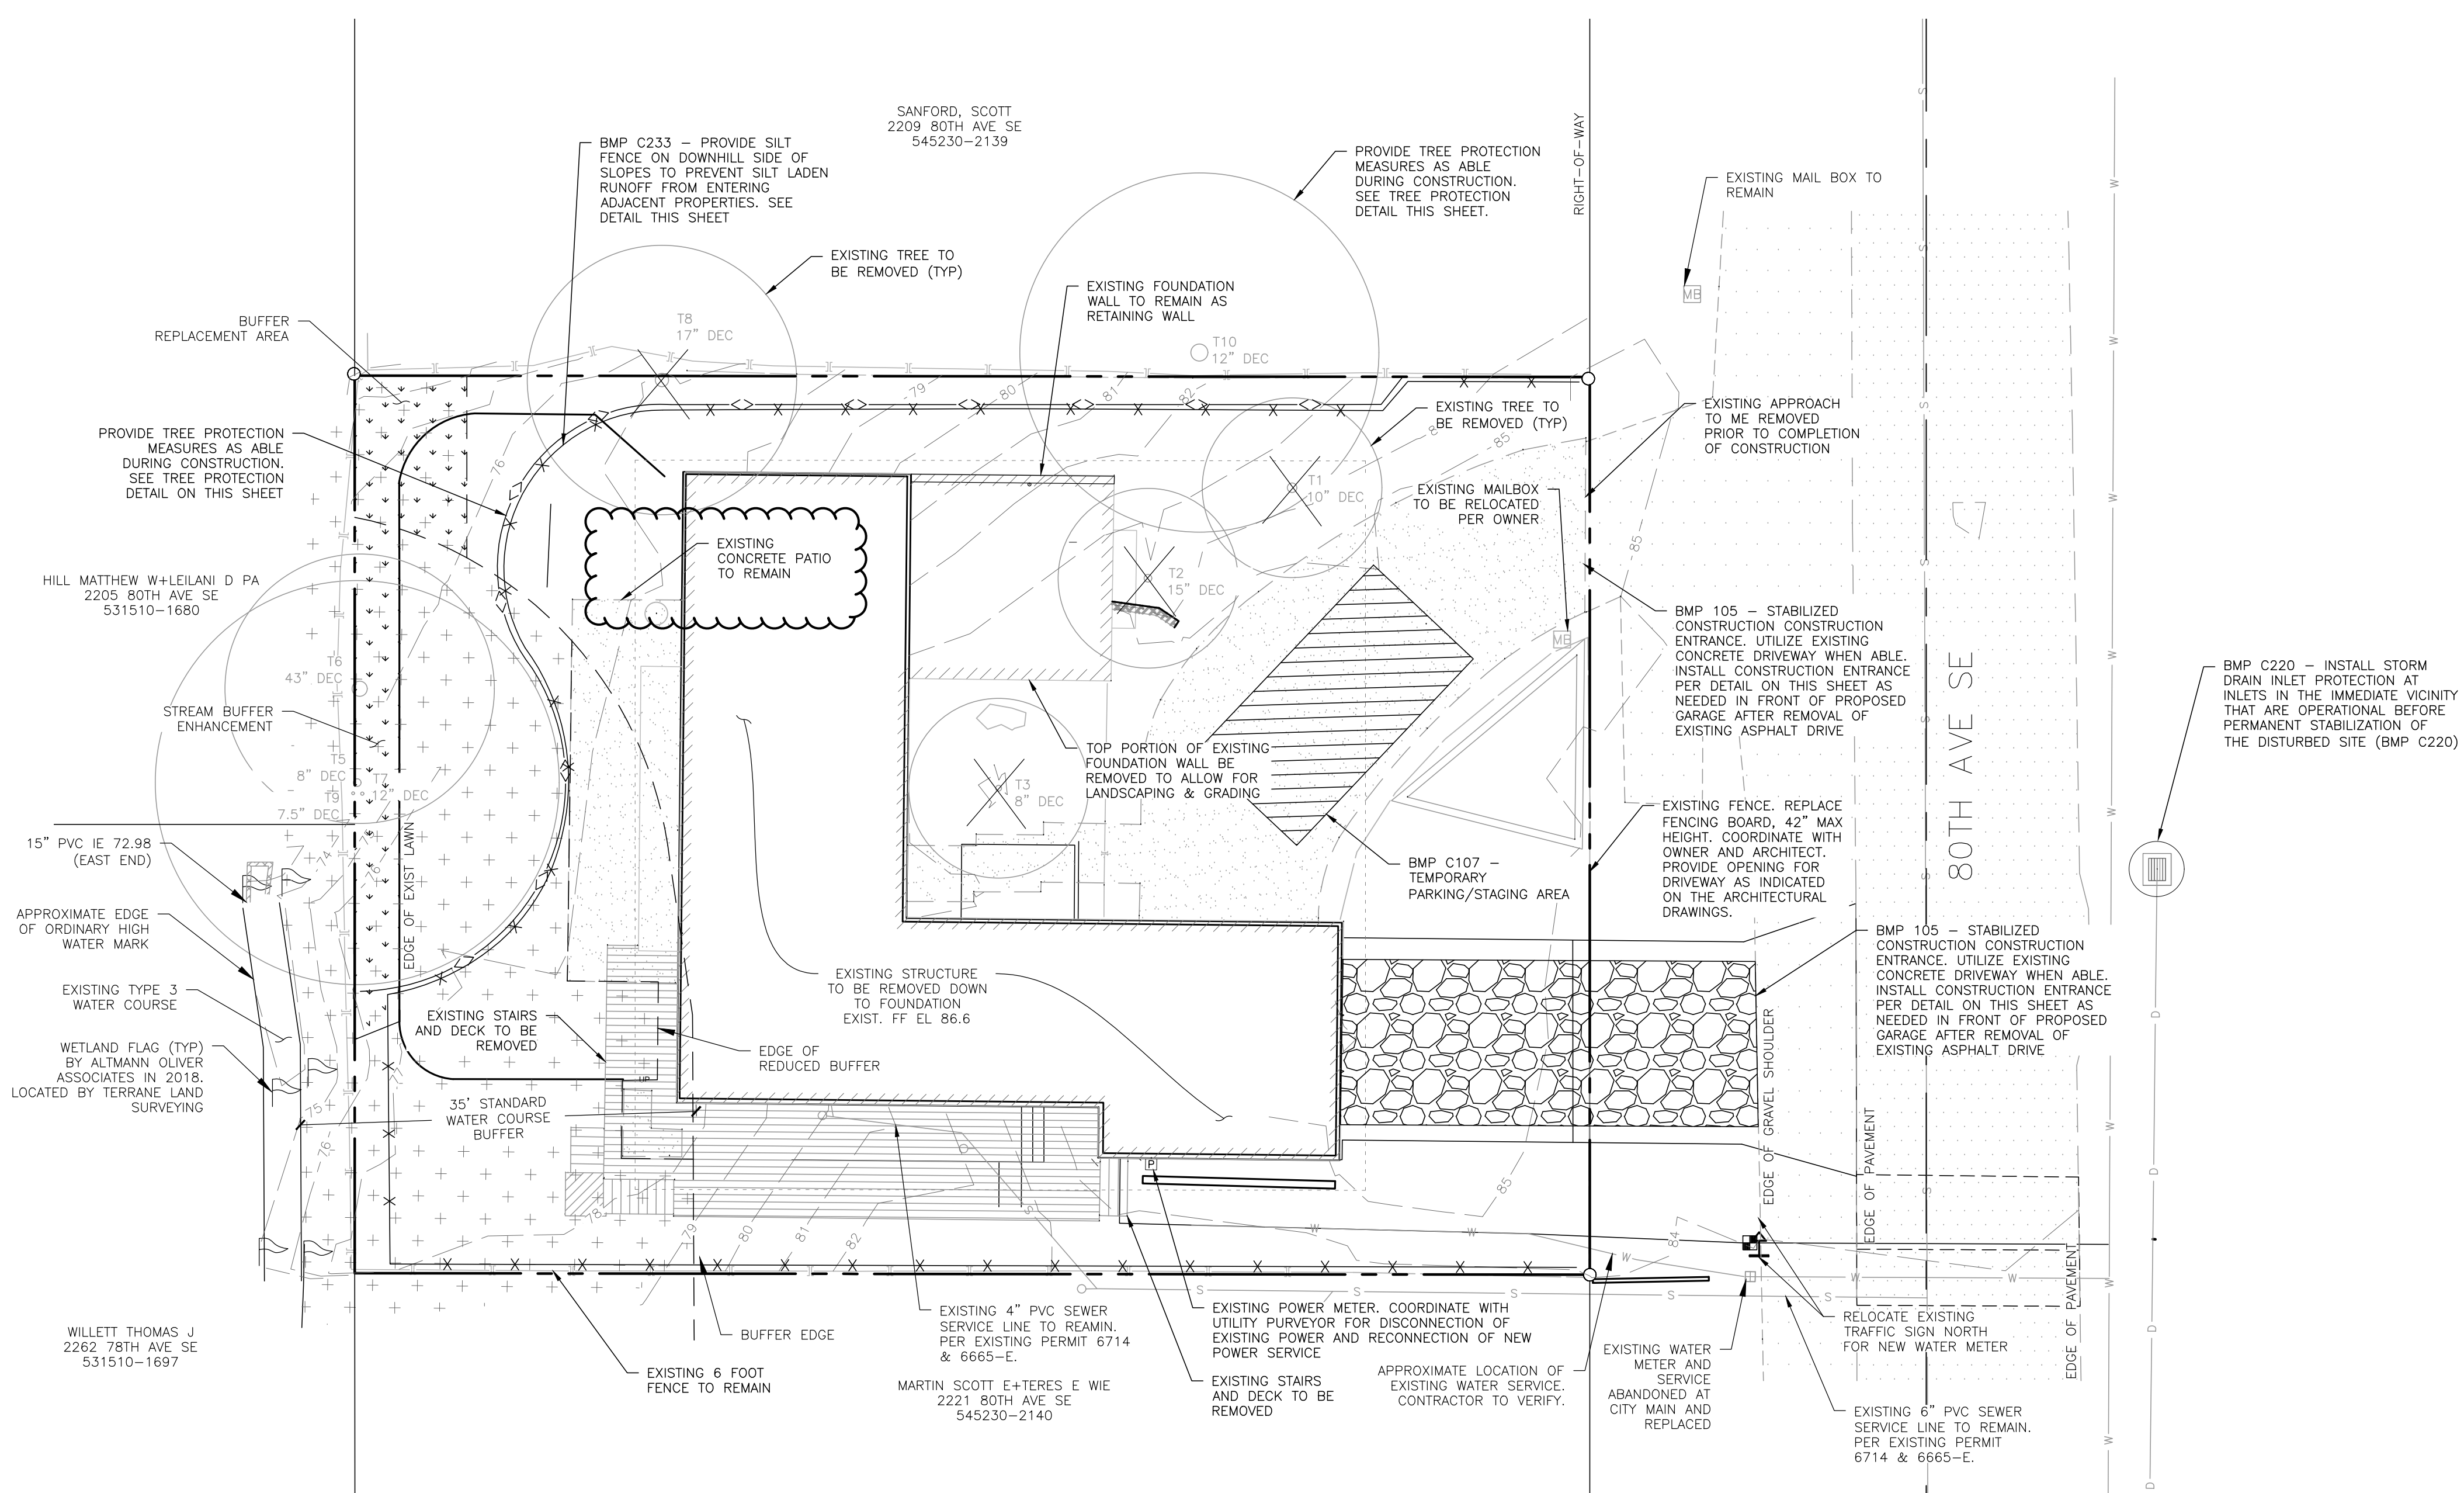 SANFORD, SCOTT
2209 80TH AVE SE
545230-2139
BMP C233 – PROVIDE SILT
FENCE ON DOWNHILL SIDE OF
SLOPES TO PREVENT SILT LADEN
RUNOFF FROM ENTERING
ADJACENT PROPERTIES. SEE
DETAIL THIS SHEET
PROVIDE TREE PROTECTION
MEASURES AS ABLE
DURING CONSTRUCTION.
SEE TREE PROTECTION
DETAIL THIS SHEET.
RIGHT-OF-WAY
EXISTING MAIL BOX TO
REMAIN
MB
EXISTING TREE TO
BE REMOVED (TYP)
EXISTING FOUNDATION
WALL TO REMAIN AS
RETAINING WALL
BUFFER
REPLACEMENT AREA
T8
17" DEC
T10
12" DEC
79
80
81
82
EXISTING TREE TO
BE REMOVED (TYP)
85
EXISTING APPROACH
TO ME REMOVED
PRIOR TO COMPLETION
OF CONSTRUCTION
PROVIDE TREE PROTECTION
MEASURES AS ABLE
DURING CONSTRUCTION.
SEE TREE PROTECTION
DETAIL ON THIS SHEET
76
T1
10" DEC
EXISTING MAILBOX
TO BE RELOCATED
PER OWNER
MB
85
EXISTING
CONCRETE PATIO
TO REMAIN
T2
15" DEC
HILL MATTHEW W+LEILANI D PA
2205 80TH AVE SE
531510-1680
BMP 105 – STABILIZED
CONSTRUCTION CONSTRUCTION
ENTRANCE. UTILIZE EXISTING
CONCRETE DRIVEWAY WHEN ABLE.
INSTALL CONSTRUCTION ENTRANCE
PER DETAIL ON THIS SHEET AS
NEEDED IN FRONT OF PROPOSED
GARAGE AFTER REMOVAL OF
EXISTING ASPHALT DRIVE
80TH AVE SE
BMP C220 – INSTALL STORM
DRAIN INLET PROTECTION AT
INLETS IN THE IMMEDIATE VICINITY
THAT ARE OPERATIONAL BEFORE
PERMANENT STABILIZATION OF
THE DISTURBED SITE (BMP C220)
T6
43" DEC
STREAM BUFFER
ENHANCEMENT
T5
8" DEC
T7
12" DEC
T9
7.5" DEC
TOP PORTION OF EXISTING
FOUNDATION WALL BE
REMOVED TO ALLOW FOR
LANDSCAPING & GRADING
T3
8" DEC
EXISTING FENCE. REPLACE
FENCING BOARD, 42" MAX
HEIGHT. COORDINATE WITH
OWNER AND ARCHITECT.
PROVIDE OPENING FOR
DRIVEWAY AS INDICATED
ON THE ARCHITECTURAL
DRAWINGS.
BMP C107 –
TEMPORARY
PARKING/STAGING AREA
15" PVC IE 72.98
(EAST END)
74
76
EDGE OF EXIST LAWN
APPROXIMATE EDGE
OF ORDINARY HIGH
WATER MARK
EXISTING TYPE 3
WATER COURSE
WETLAND FLAG (TYP)
BY ALTMANN OLIVER
ASSOCIATES IN 2018.
LOCATED BY TERRANE LAND
SURVEYING
EXISTING STAIRS
AND DECK TO BE
REMOVED
EXISTING STRUCTURE
TO BE REMOVED DOWN
TO FOUNDATION
EXIST. FF EL 86.6
EDGE OF
REDUCED BUFFER
UP
35' STANDARD
WATER COURSE
BUFFER
BMP 105 – STABILIZED
CONSTRUCTION CONSTRUCTION
ENTRANCE. UTILIZE EXISTING
CONCRETE DRIVEWAY WHEN ABLE.
INSTALL CONSTRUCTION ENTRANCE
PER DETAIL ON THIS SHEET AS
NEEDED IN FRONT OF PROPOSED
GARAGE AFTER REMOVAL OF
EXISTING ASPHALT DRIVE
EDGE OF GRAVEL SHOULDER
EDGE OF PAVEMENT
EDGE OF PAVEMENT
75
76
78
79
80
81
82
P
85
84
WILLETT THOMAS J
2262 78TH AVE SE
531510-1697
BUFFER EDGE
EXISTING 6 FOOT
FENCE TO REMAIN
EXISTING 4" PVC SEWER
SERVICE LINE TO REAMIN.
PER EXISTING PERMIT 6714
& 6665-E.
MARTIN SCOTT E+TERES E WIE
2221 80TH AVE SE
545230-2140
EXISTING POWER METER. COORDINATE WITH
UTILITY PURVEYOR FOR DISCONNECTION OF
EXISTING POWER AND RECONNECTION OF NEW
POWER SERVICE
EXISTING STAIRS
AND DECK TO BE
REMOVED
APPROXIMATE LOCATION OF
EXISTING WATER SERVICE.
CONTRACTOR TO VERIFY.
EXISTING WATER
METER AND
SERVICE
ABANDONED AT
CITY MAIN AND
REPLACED
RELOCATE EXISTING
TRAFFIC SIGN NORTH
FOR NEW WATER METER
EXISTING 6" PVC SEWER
SERVICE LINE TO REMAIN.
PER EXISTING PERMIT
6714 & 6665-E.